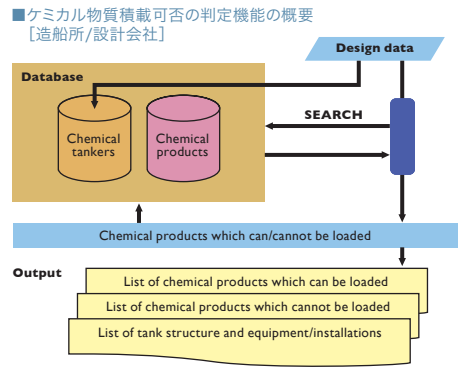 ■ケミカル物質積載可否の判定機能の概要
［造船所/設計会社］
Design data
Database
SEARCH
Chemical
tankers
Chemical
products
Chemical products which can/cannot be loaded
Output
List of chemical products which can be loaded
List of chemical products which cannot be loaded
List of tank structure and equipment/installations